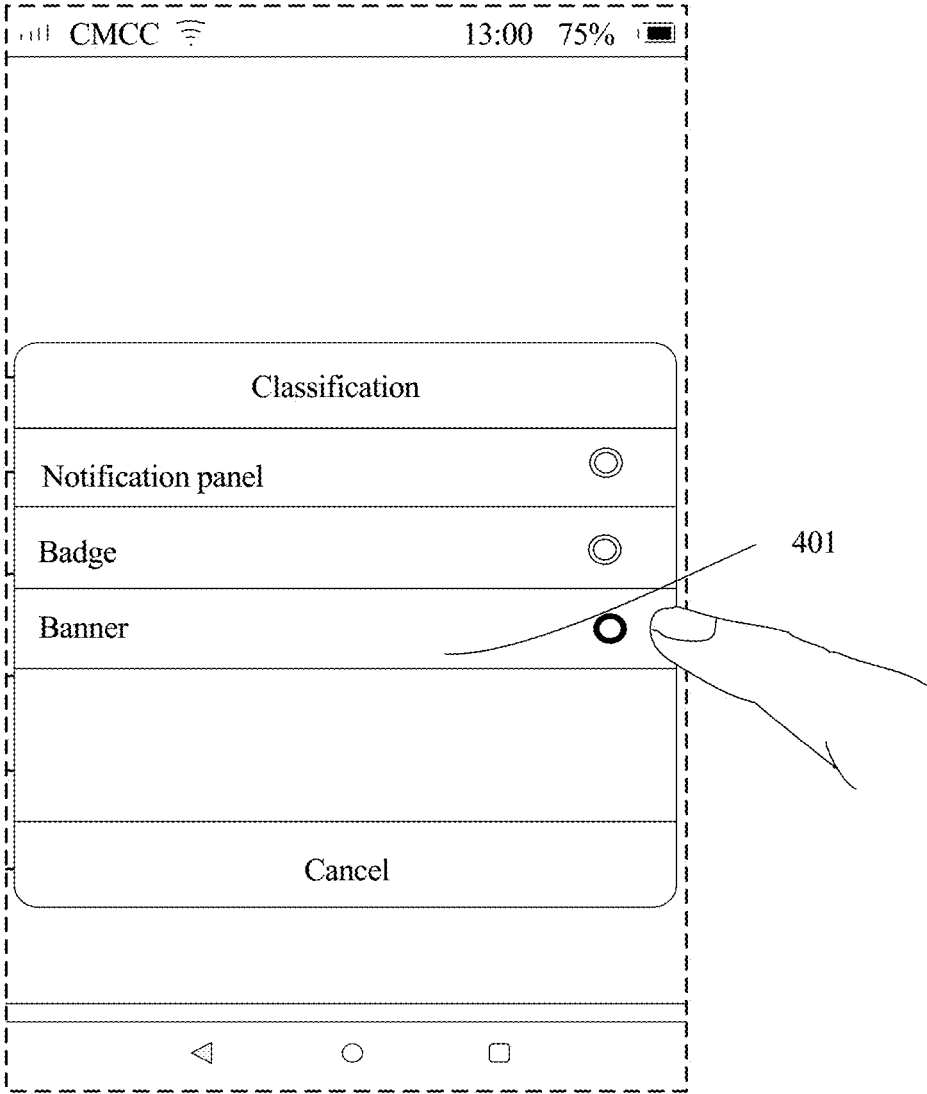 CMCC 13:00 75%
Classification
Notification panel
Badge
401
Banner
Cancel